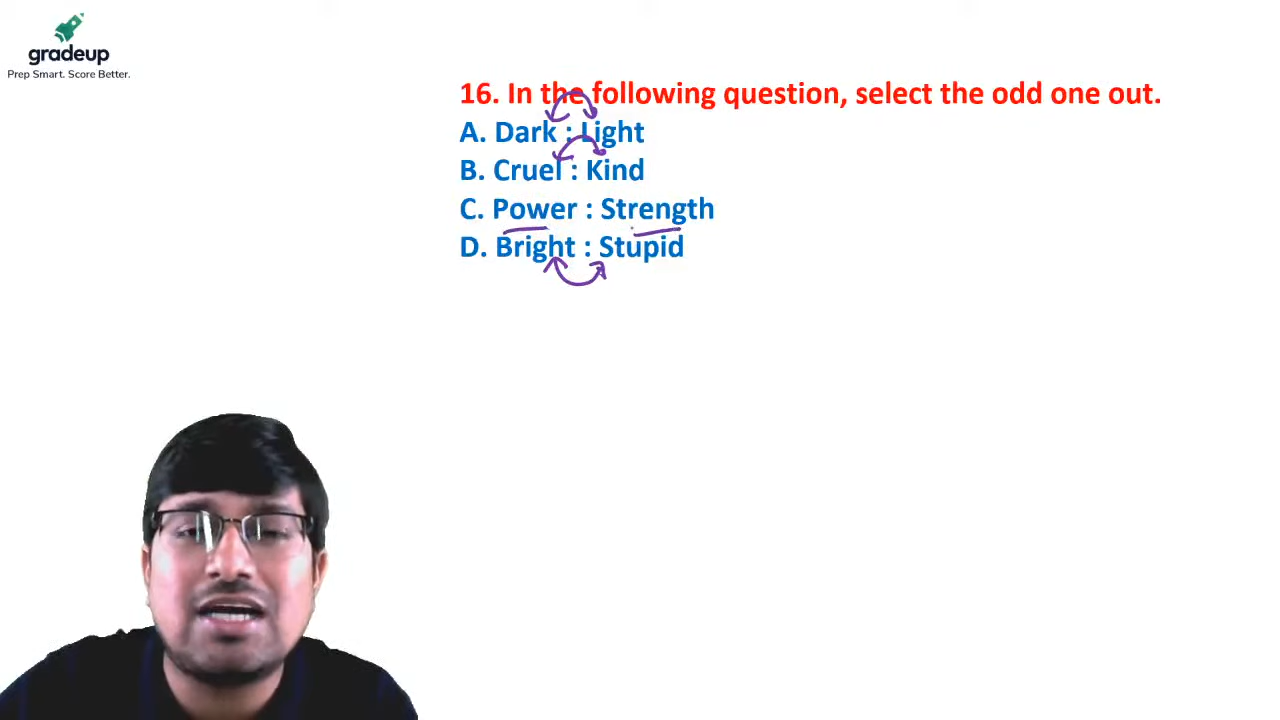 gradeup
Prep Smart. Score Better.
16. In the following question, select the odd one out.
A. Dark : Light
B. Cruel : Kind
C. Power : Strength
D. Bright : Stupid